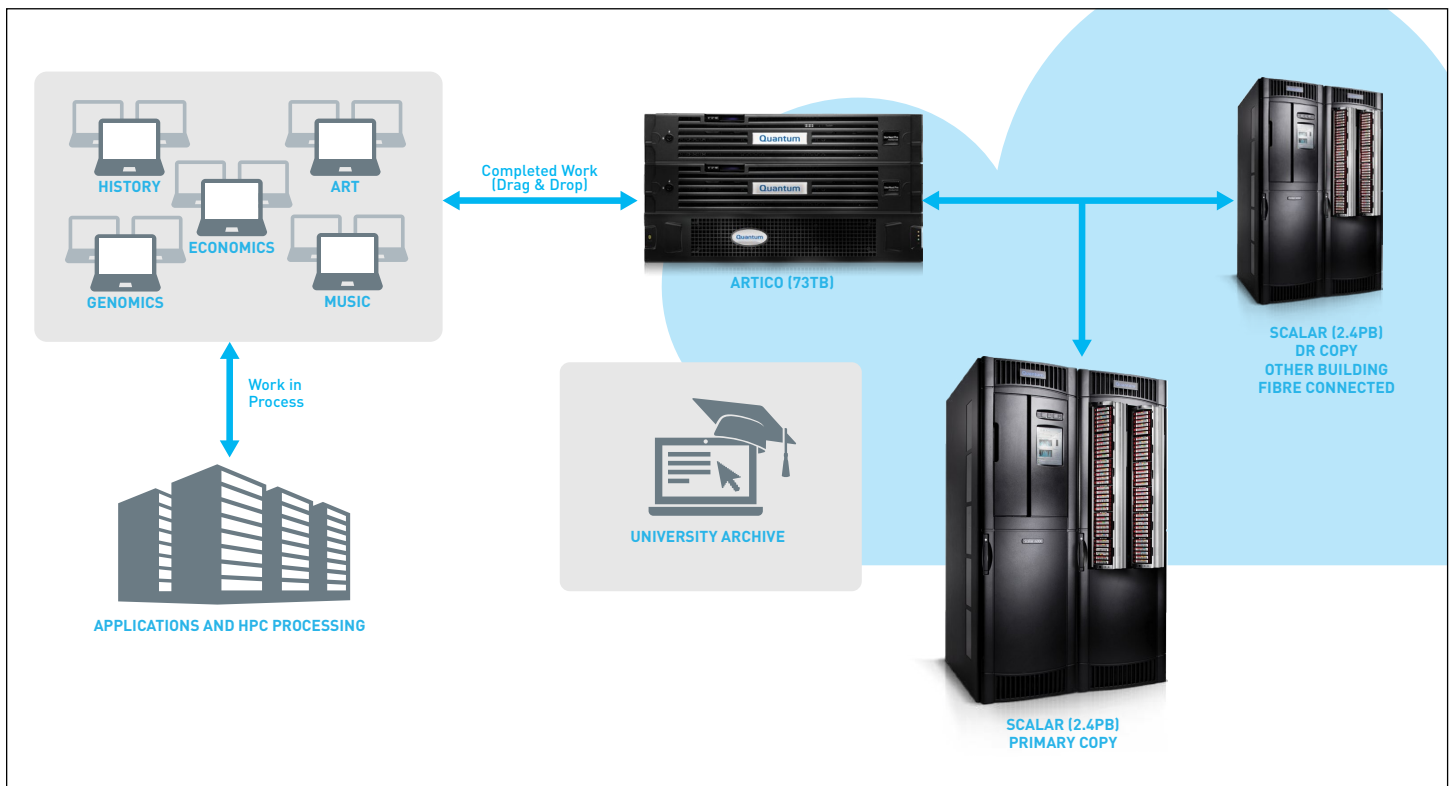 HISTORY
ART
ECONOMICS
GENOMICS
MUSIC
Completed Work
(Drag & Drop)
Quantum
Quantum
Quantum
ARTICO (73TB)
SCALAR (2.4PB)
DR COPY
OTHER BUILDING
FIBRE CONNECTED
Work in
Process
UNIVERSITY ARCHIVE
APPLICATIONS AND HPC PROCESSING
SCALAR (2.4PB)
PRIMARY COPY